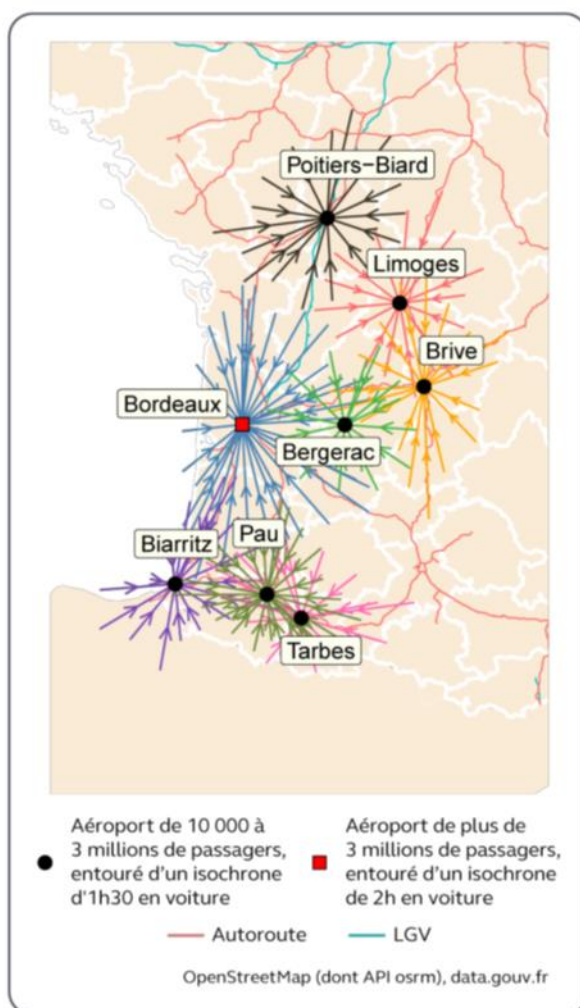 Poitiers−Biard
Limoges
Brive
Bordeaux
Bergerac
Biarritz
Pau
Tarbes
Aéroport de 10 000 à
3 millions de passagers,
entouré d'un isochrone
d'1h30 en voiture
Aéroport de plus de
3 millions de passagers,
entouré d'un isochrone
de 2h en voiture
Autoroute
LGV
OpenStreetMap (dont API osrm), data.gouv.fr